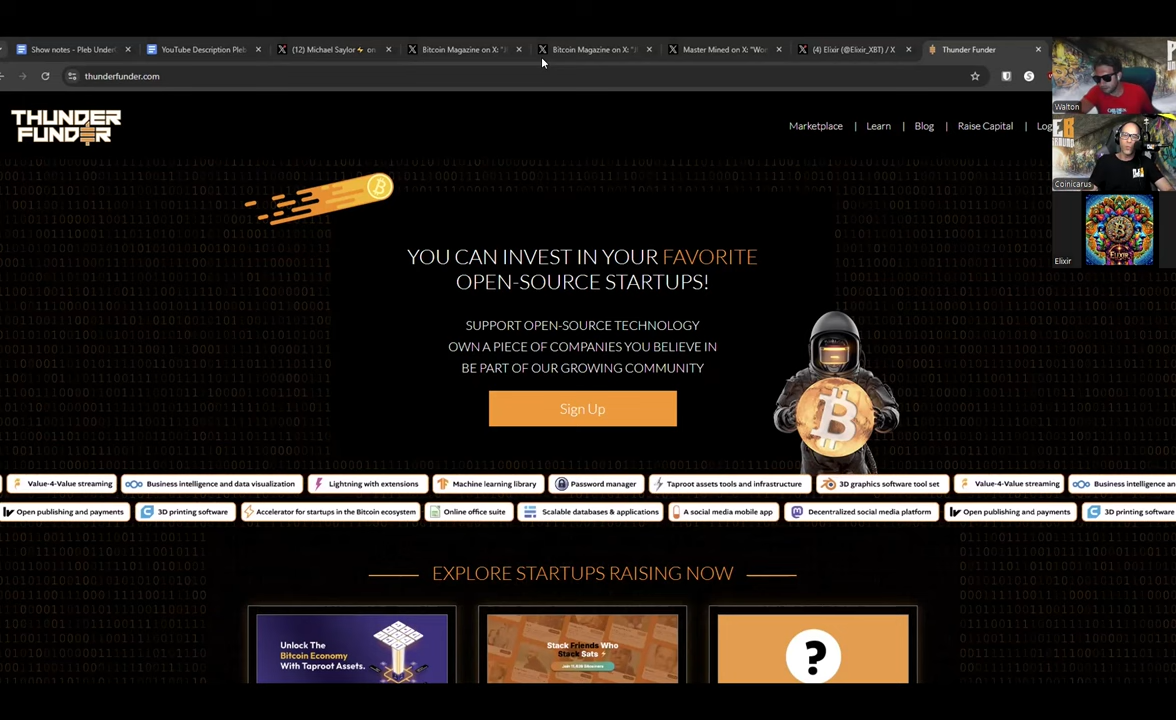 Show notes - Pleb Under
YouTube Description Pleb
(12) Michael Saylor⚡ on
Bitcoin Magazine on X: "J
Bitcoin Magazine on X: "J
Master Mined on X: "Woo
(4) Elixir (@Elixir_XBT) / X
Thunder Funder
thunderfunder.com
THUNDER
FUNDER
Marketplace | Learn | Blog | Raise Capital | Log
YOU CAN INVEST IN YOUR FAVORITE
OPEN-SOURCE STARTUPS!
SUPPORT OPEN-SOURCE TECHNOLOGY
OWN A PIECE OF COMPANIES YOU BELIEVE IN
BE PART OF OUR GROWING COMMUNITY
Sign Up
Value-4-Value streaming
Business intelligence and data visualization
Lightning with extensions
Machine learning library
Password manager
Taproot assets tools and infrastructure
3D graphics software tool set
Value-4-Value streaming
Business intelligence an
Open publishing and payments
3D printing software
Accelerator for startups in the Bitcoin ecosystem
Online office suite
Scalable databases & applications
A social media mobile app
Decentralized social media platform
Open publishing and payments
3D printing software
EXPLORE STARTUPS RAISING NOW
Unlock The
Bitcoin Economy
With Taproot Assets.
Stack Friends Who
Stack Sats ⚡
?
Walton
Coinicarus
Elixir
ELIXIR